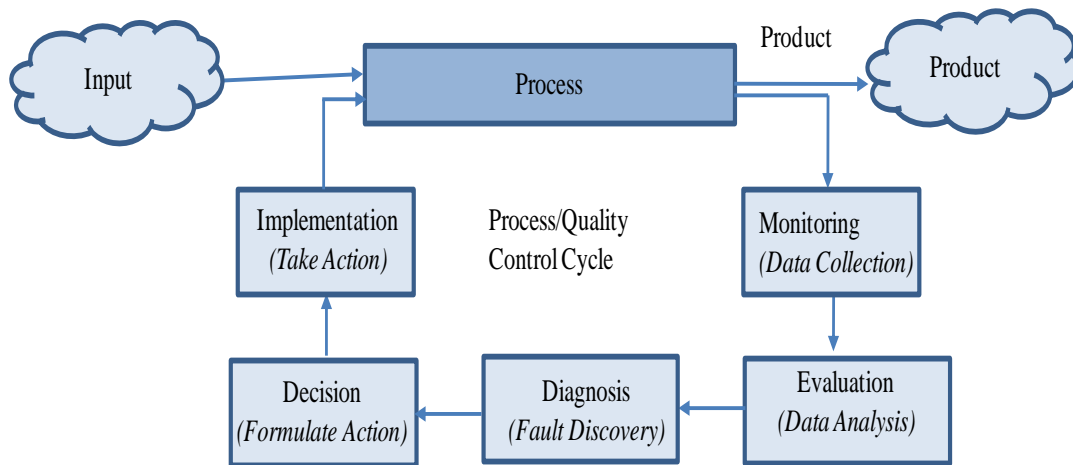 Product
Input
Process
Product
Implementation
(Take Action)
Process/Quality
Control Cycle
Monitoring
(Data Collection)
Decision
(Formulate Action)
Diagnosis
(Fault Discovery)
Evaluation
(Data Analysis)